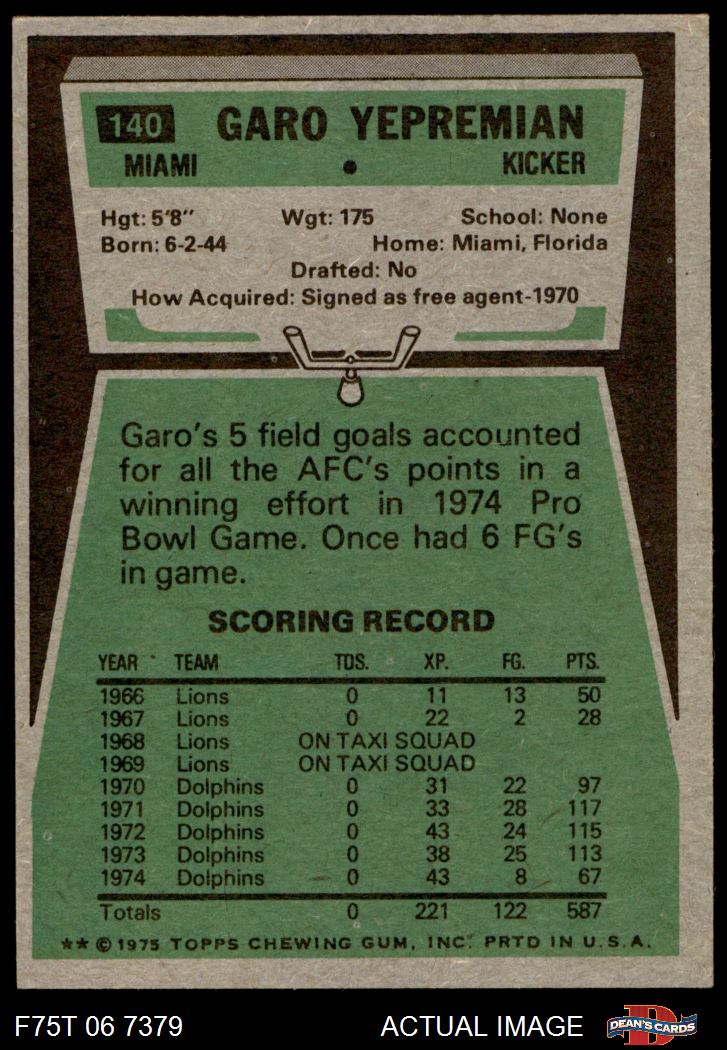 140 GARO YEPREMIAN
MIAMI • KICKER
Hgt: 5'8" Wgt: 175 School: None
Born: 6-2-44 Home: Miami, Florida
Drafted: No
How Acquired: Signed as free agent-1970
Garo's 5 field goals accounted
for all the AFC's points in a
winning effort in 1974 Pro
Bowl Game. Once had 6 FG's
in game.
SCORING RECORD
YEAR TEAM TDS. XP. FG. PTS.
1966 Lions 0 11 13 50
1967 Lions 0 22 2 28
1968 Lions ON TAXI SQUAD
1969 Lions ON TAXI SQUAD
1970 Dolphins 0 31 22 97
1971 Dolphins 0 33 28 117
1972 Dolphins 0 43 24 115
1973 Dolphins 0 38 25 113
1974 Dolphins 0 43 8 67
Totals 0 221 122 587
** © 1975 TOPPS CHEWING GUM, INC. PRTD IN U.S.A.
F75T 06 7379 ACTUAL IMAGE D DEAN'S CARDS